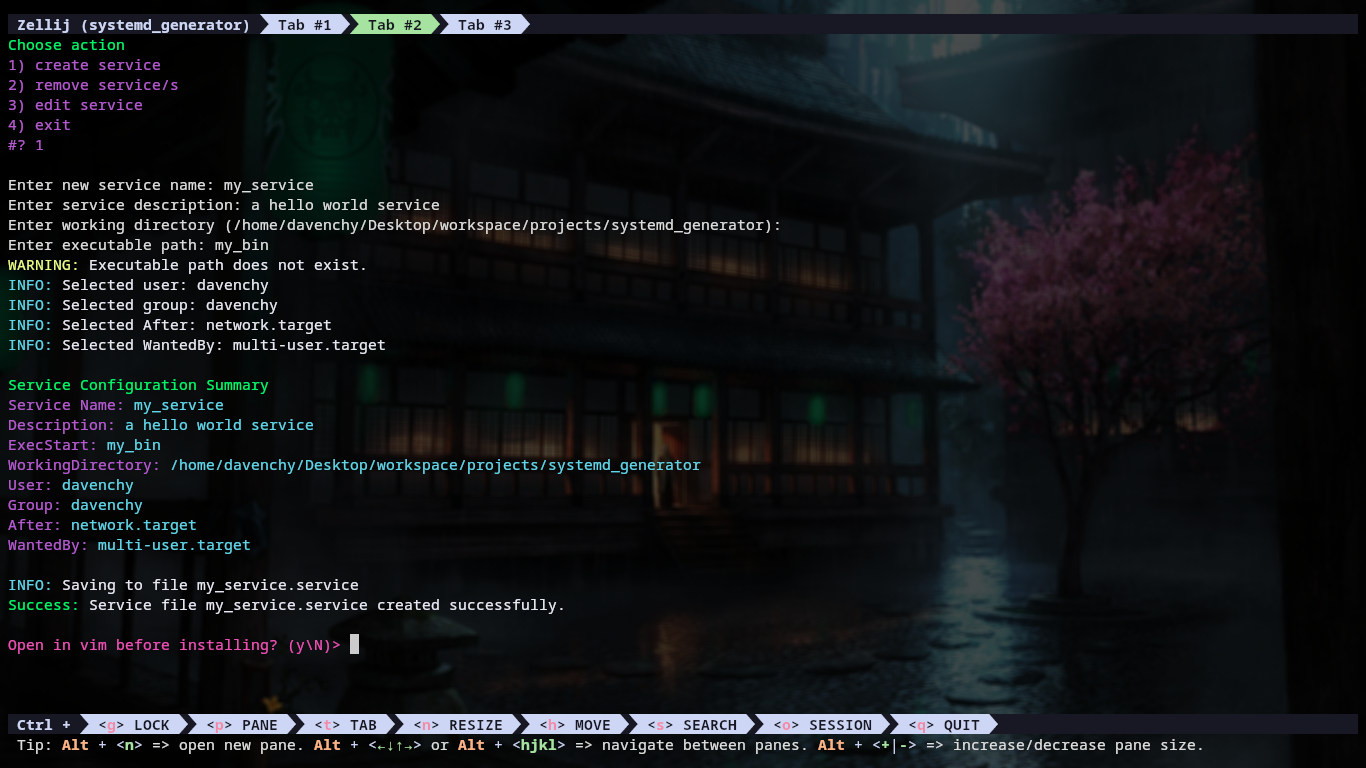 Zellij (systemd_generator) Tab #1 Tab #2 Tab #3
Choose action
1) create service
2) remove service/s
3) edit service
4) exit
#? 1
Enter new service name: my_service
Enter service description: a hello world service
Enter working directory (/home/davenchy/Desktop/workspace/projects/systemd_generator):
Enter executable path: my_bin
WARNING: Executable path does not exist.
INFO: Selected user: davenchy
INFO: Selected group: davenchy
INFO: Selected After: network.target
INFO: Selected WantedBy: multi-user.target
Service Configuration Summary
Service Name: my_service
Description: a hello world service
ExecStart: my_bin
WorkingDirectory: /home/davenchy/Desktop/workspace/projects/systemd_generator
User: davenchy
Group: davenchy
After: network.target
WantedBy: multi-user.target
INFO: Saving to file my_service.service
Success: Service file my_service.service created successfully.
Open in vim before installing? (y\N)>
Ctrl + <g> LOCK <p> PANE <t> TAB <n> RESIZE <h> MOVE <s> SEARCH <o> SESSION <q> QUIT
Tip: Alt + <n> => open new pane. Alt + <←↓↑→> or Alt + <hjkl> => navigate between panes. Alt + <+|-> => increase/decrease pane size.